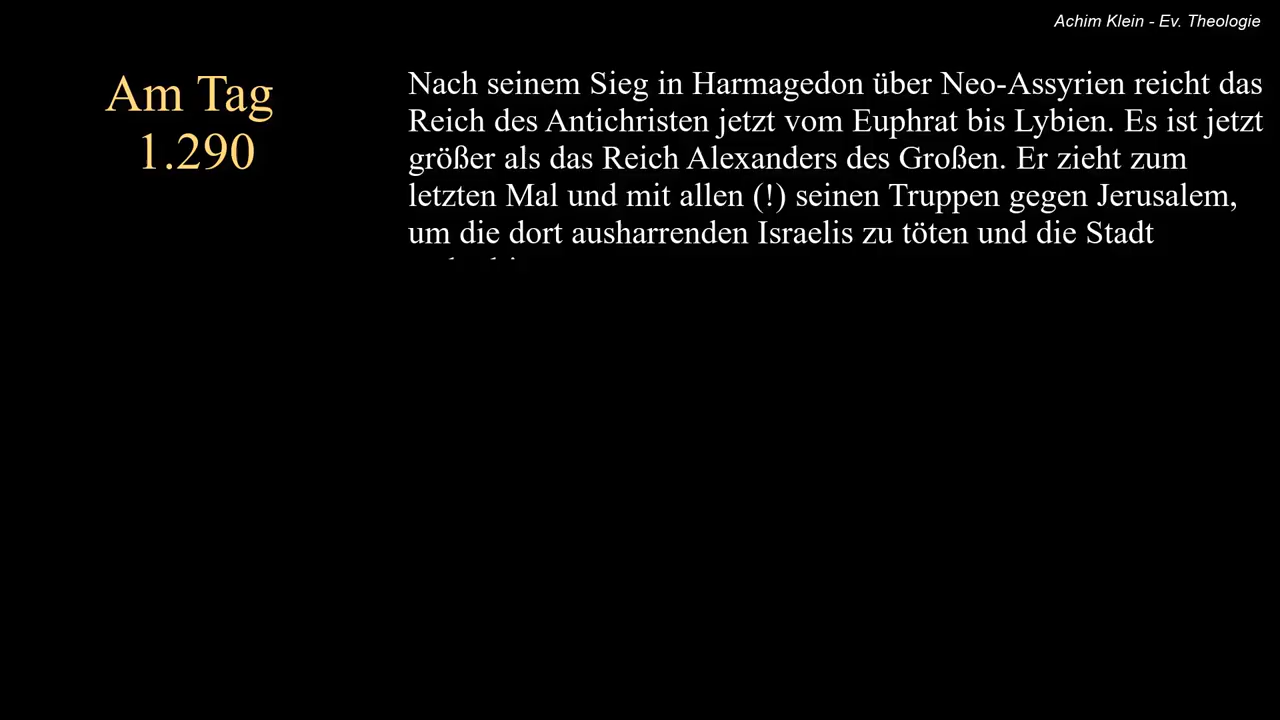 Achim Klein - Ev. Theologie
Am Tag
1.290
Nach seinem Sieg in Harmagedon über Neo-Assyrien reicht das
Reich des Antichristen jetzt vom Euphrat bis Lybien. Es ist jetzt
größer als das Reich Alexanders des Großen. Er zieht zum
letzten Mal und mit allen (!) seinen Truppen gegen Jerusalem,
um die dort ausharrenden Israelis zu töten und die Stadt